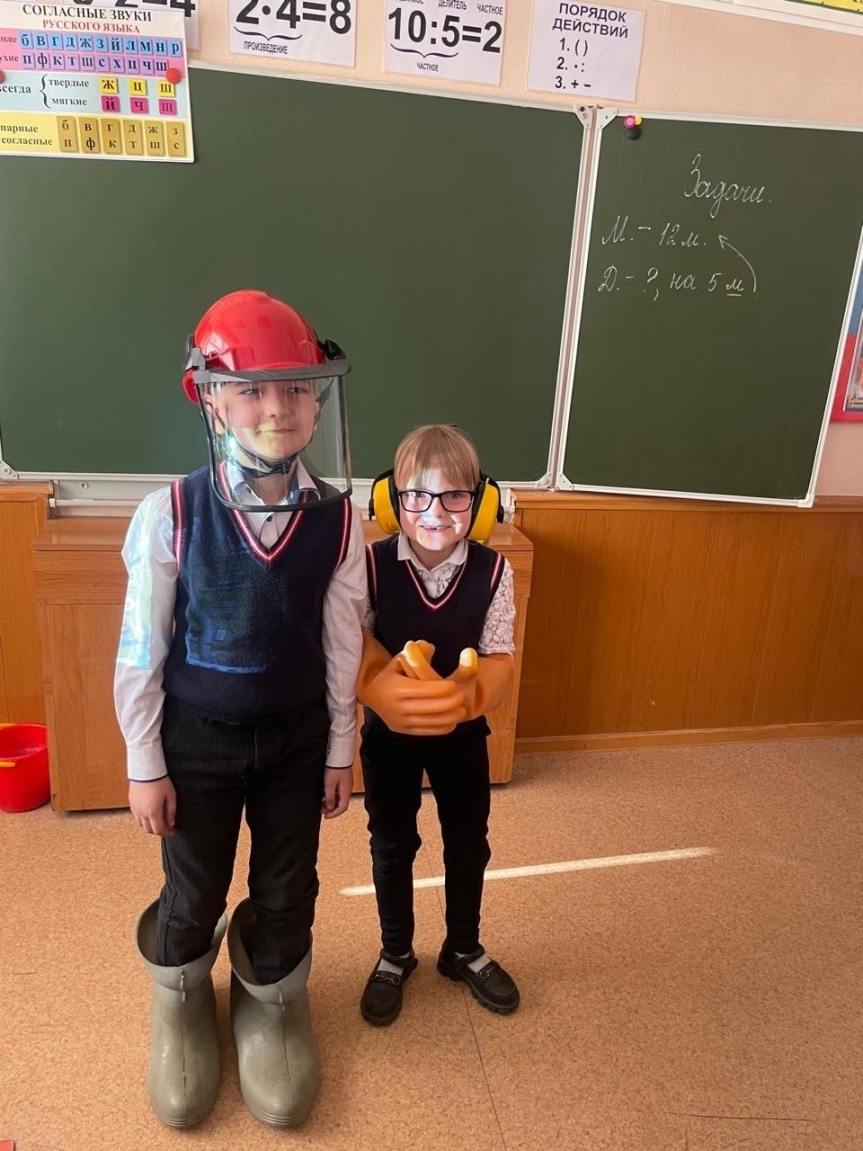 СОГЛАСНЫЕ ЗВУКИ
РУССКОГО ЯЗЫКА
б в г д ж з й л м н р
п ф к т ш с х ц ч щ
твердые ж ц ш
мягкие й ч щ
б в г д ж з
п ф к т ш с
согласные
2·4=8
ПРОИЗВЕДЕНИЕ
ДЕЛИТЕЛЬ ЧАСТНОЕ
10:5=2
ЧАСТНОЕ
ПОРЯДОК
ДЕЙСТВИЙ
1. ( )
2. · :
3. + −
Задачи.
М. – 12 м.
Д. – ?, на 5 м